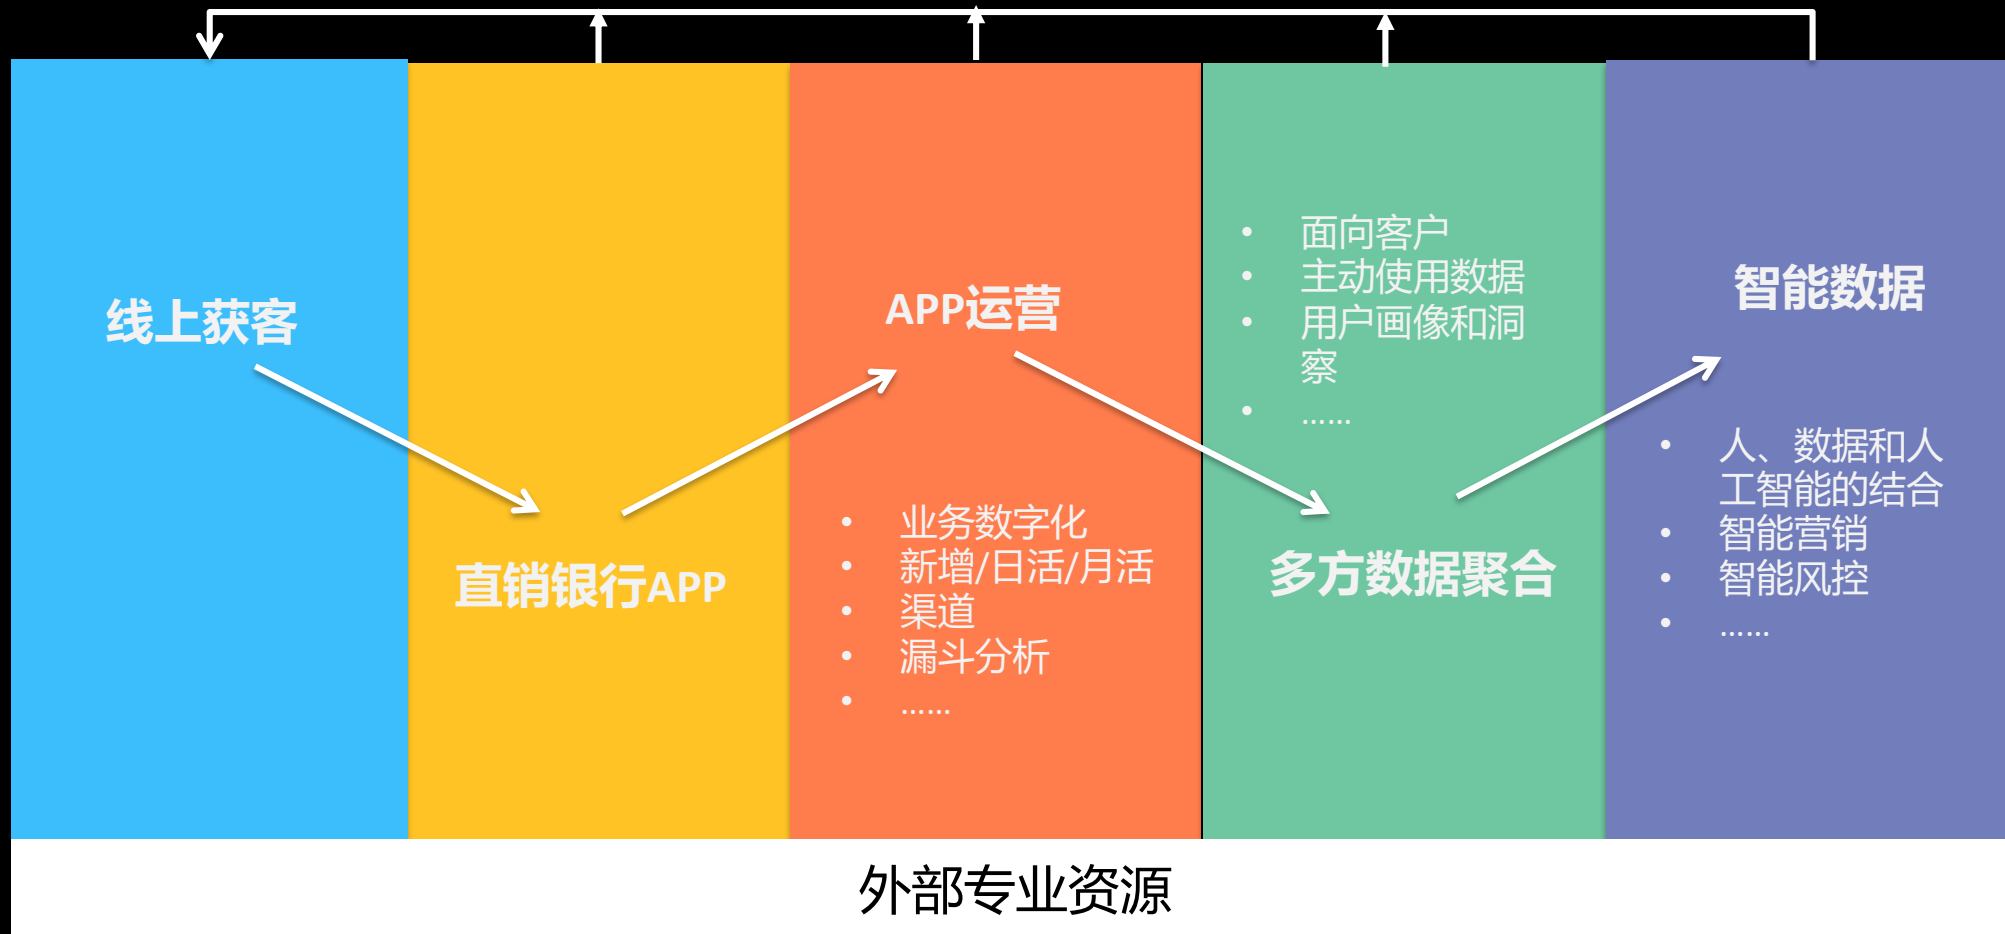 线上获客
直销银行APP
APP运营
• 业务数字化
• 新增/日活/月活
• 渠道
• 漏斗分析
• ……
• 面向客户
• 主动使用数据
• 用户画像和洞
察
• ……
多方数据聚合
智能数据
• 人、数据和人
工智能的结合
• 智能营销
• 智能风控
• ……
外部专业资源